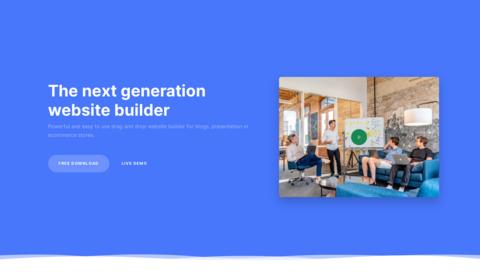 The next generation
website builder
Powerful and easy to use drag and drop website builder for blogs, presentation or
ecommerce stores.
FREE DOWNLOAD
LIVE DEMO